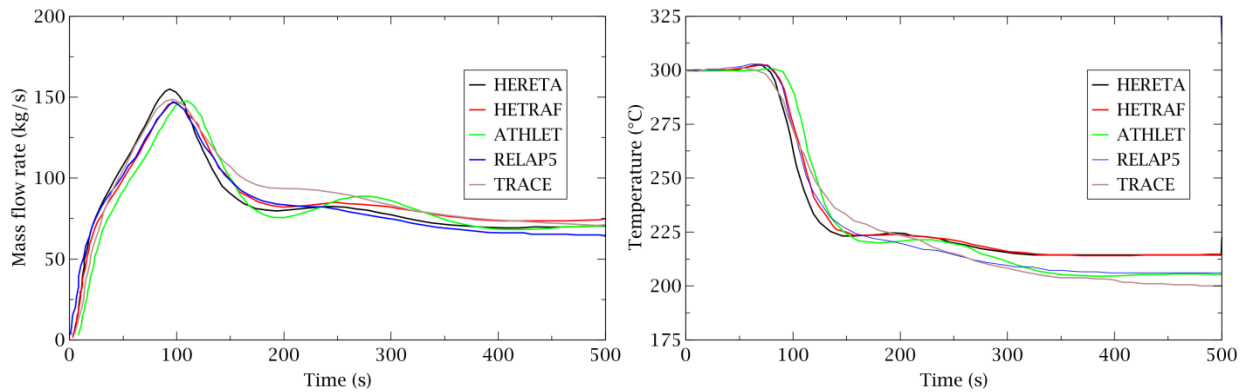 200
150
100
50
0
Mass flow rate (kg/s)
HERETA
HETRAF
ATHLET
RELAP5
TRACE
0 100 200 300 400 500
Time (s)
325
300
275
250
225
200
175
Temperature (°C)
HERETA
HETRAF
ATHLET
RELAP5
TRACE
0 100 200 300 400 500
Time (s)